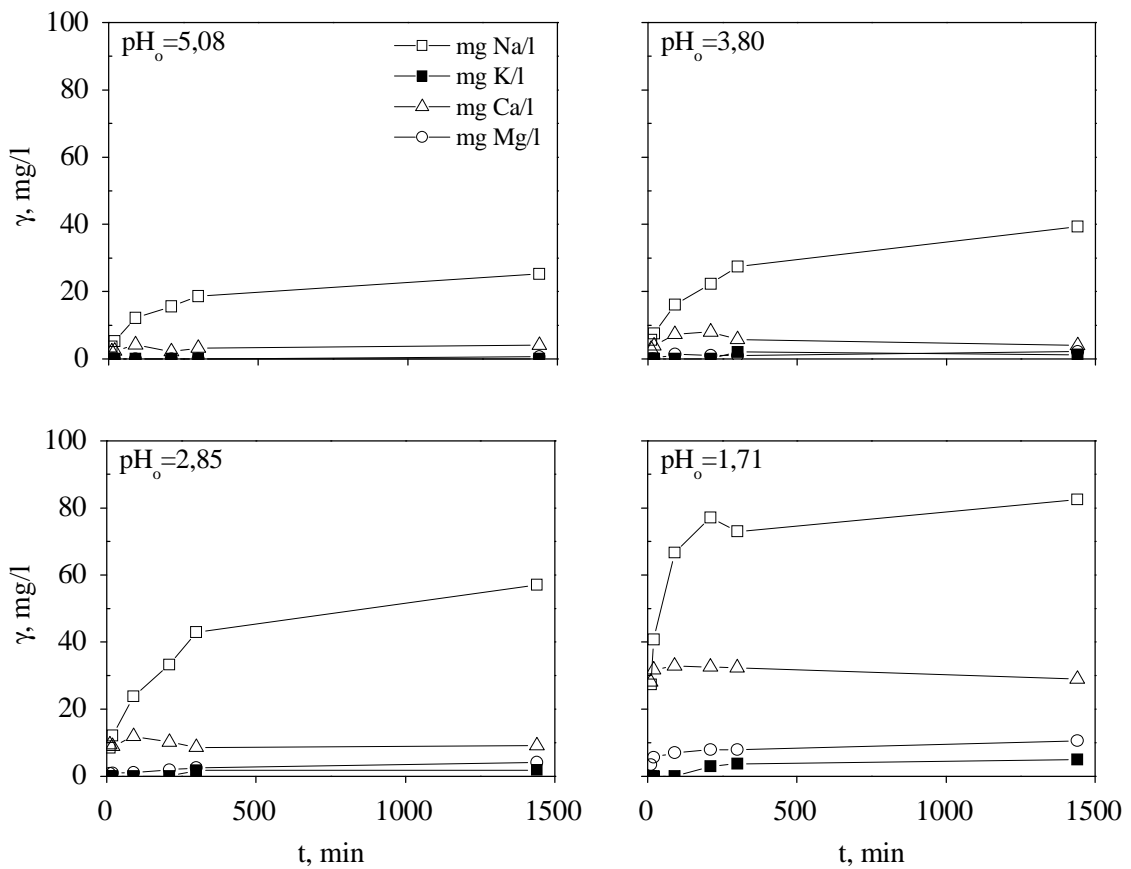 100
80
60
40
20
0
γ, mg/l
pHo=5,08
mg Na/l
mg K/l
mg Ca/l
mg Mg/l
pHo=3,80
100
80
60
40
20
0
γ, mg/l
pHo=2,85
0 500 1000 1500
t, min
pHo=1,71
0 500 1000 1500
t, min